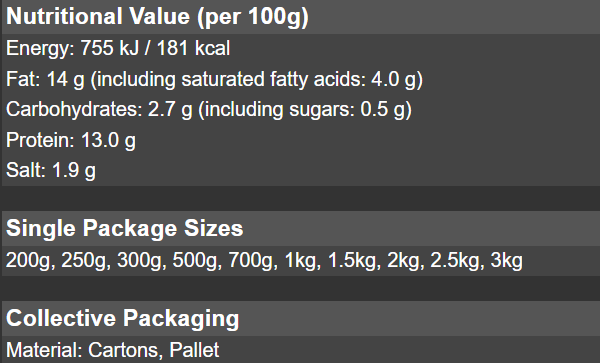 Nutritional Value (per 100g)
Energy: 755 kJ / 181 kcal
Fat: 14 g (including saturated fatty acids: 4.0 g)
Carbohydrates: 2.7 g (including sugars: 0.5 g)
Protein: 13.0 g
Salt: 1.9 g
Single Package Sizes
200g, 250g, 300g, 500g, 700g, 1kg, 1.5kg, 2kg, 2.5kg, 3kg
Collective Packaging
Material: Cartons, Pallet